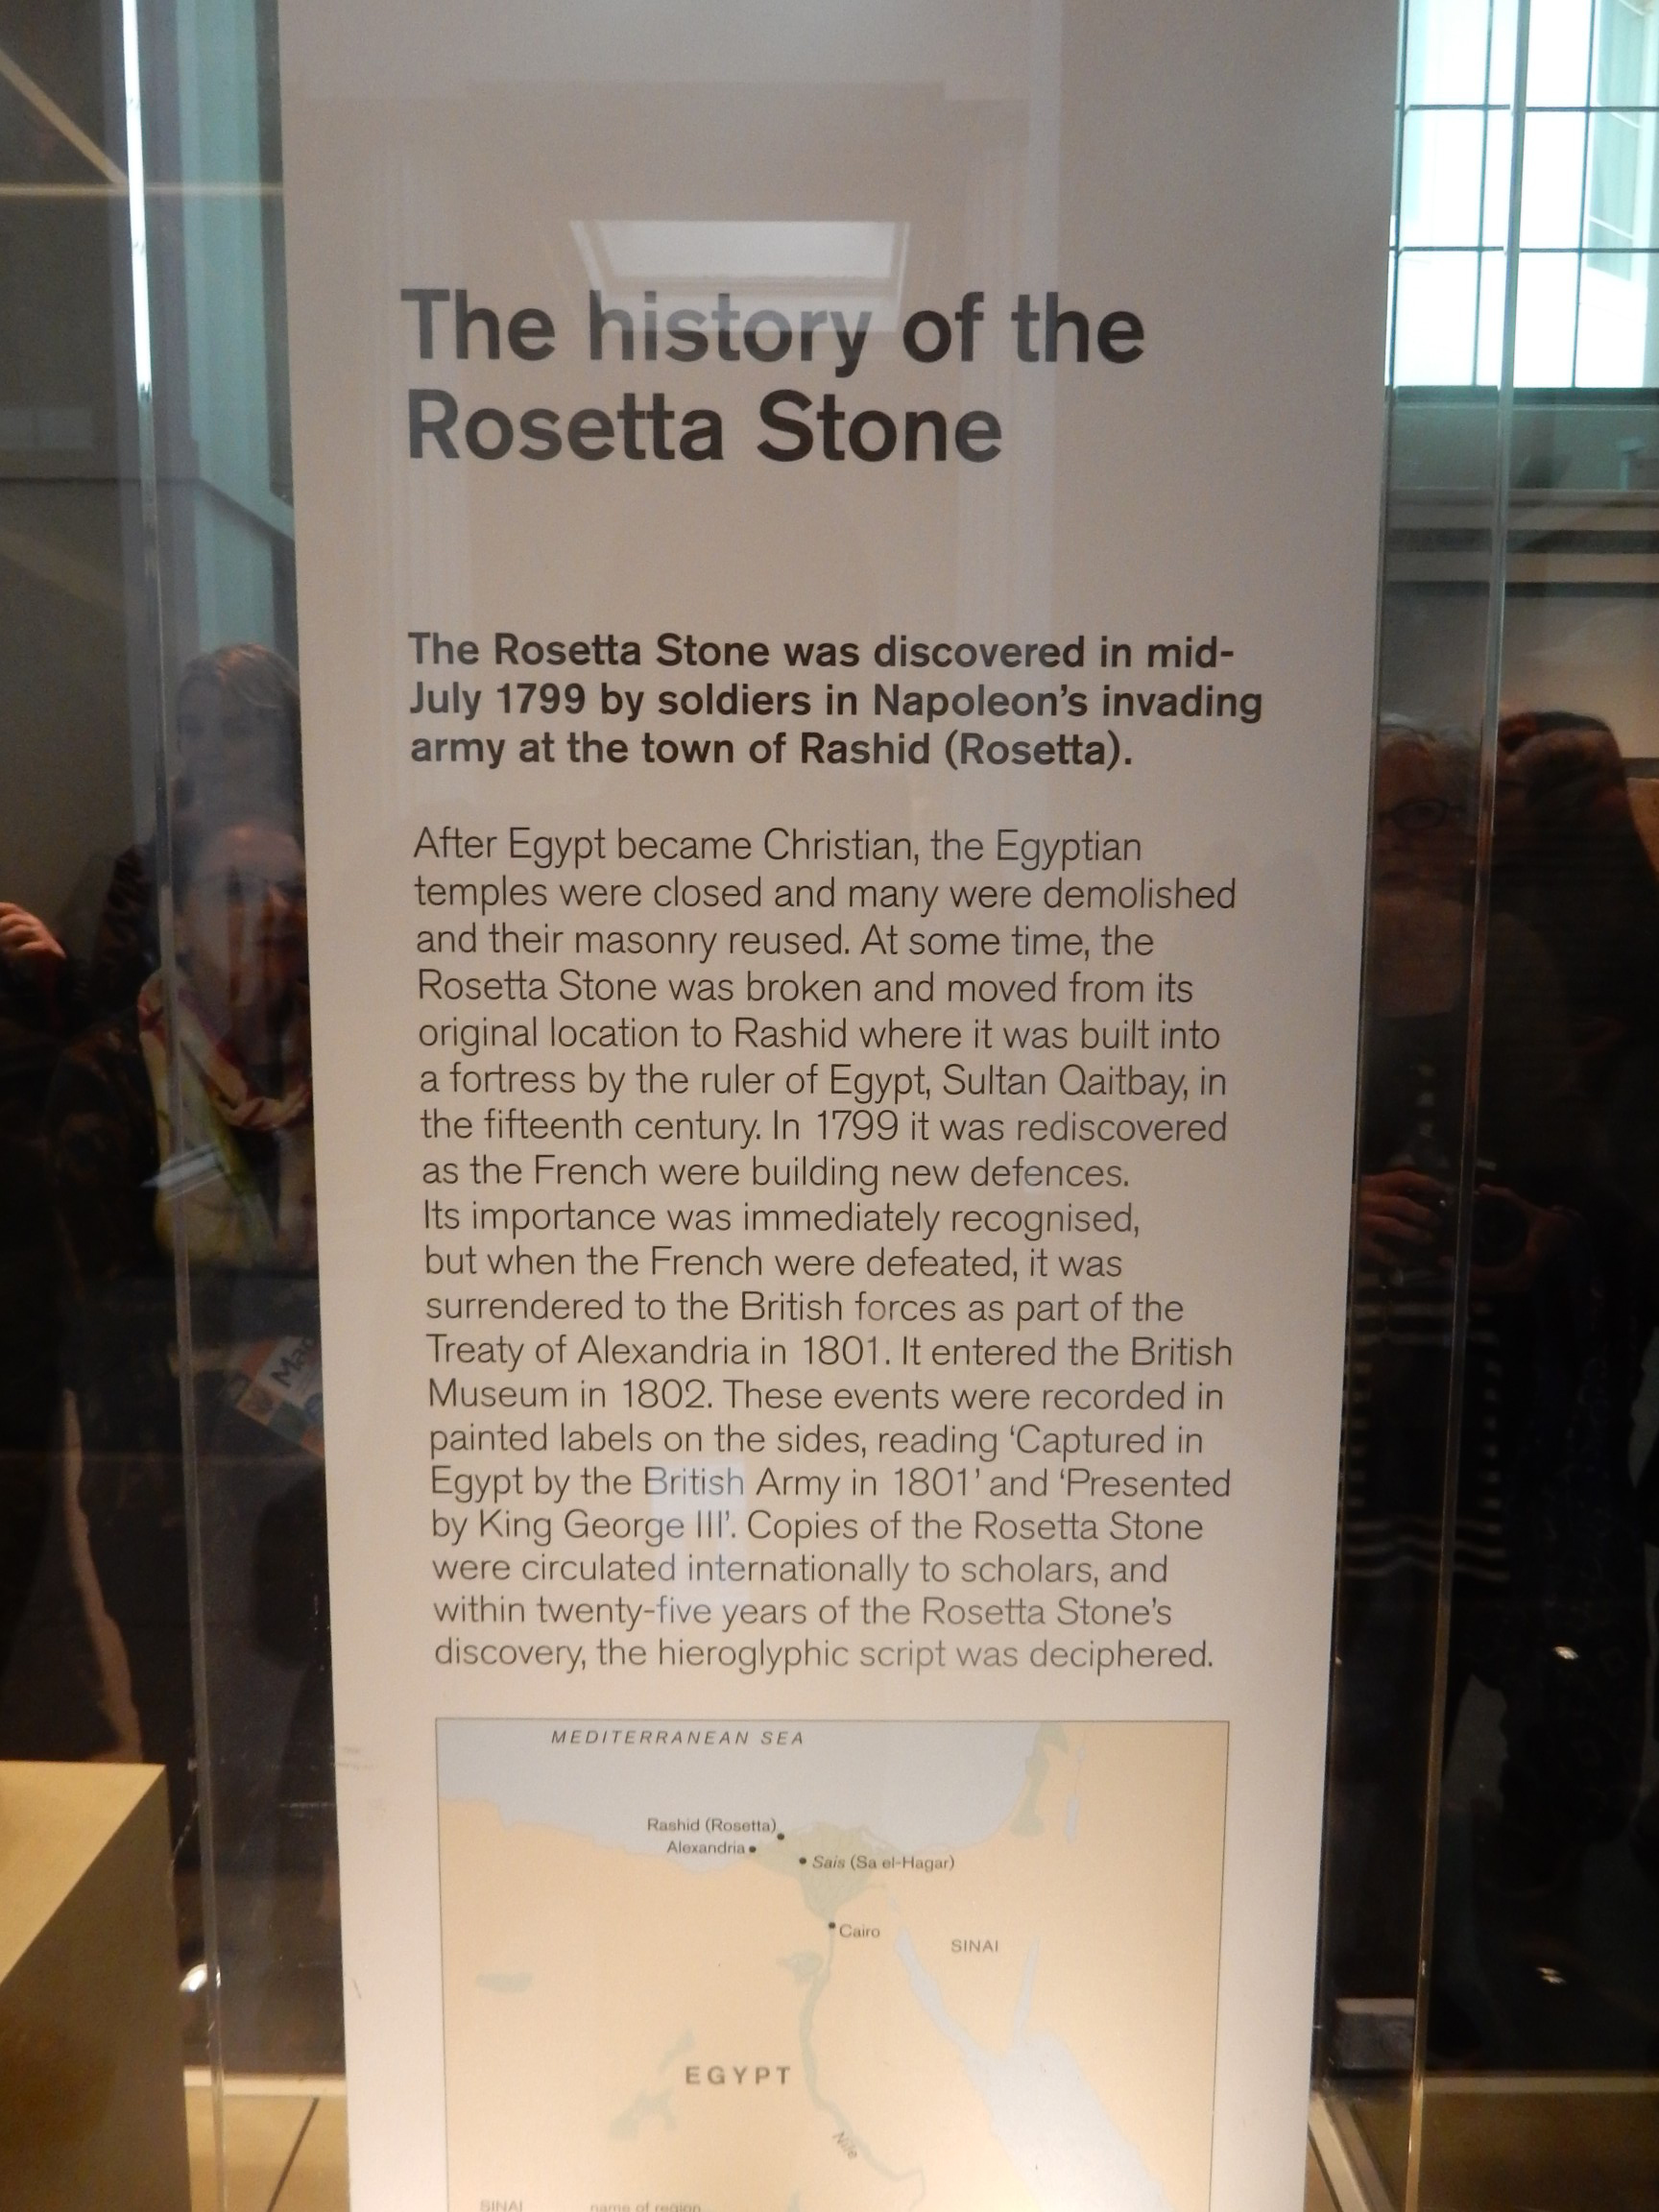 The history of the
Rosetta Stone
The Rosetta Stone was discovered in mid-
July 1799 by soldiers in Napoleon's invading
army at the town of Rashid (Rosetta).
After Egypt became Christian, the Egyptian
temples were closed and many were demolished
and their masonry reused. At some time, the
Rosetta Stone was broken and moved from its
original location to Rashid where it was built into
a fortress by the ruler of Egypt, Sultan Qaitbay, in
the fifteenth century. In 1799 it was rediscovered
as the French were building new defences.
Its importance was immediately recognised,
but when the French were defeated, it was
surrendered to the British forces as part of the
Treaty of Alexandria in 1801. It entered the British
Museum in 1802. These events were recorded in
painted labels on the sides, reading ‘Captured in
Egypt by the British Army in 1801’ and ‘Presented
by King George III’. Copies of the Rosetta Stone
were circulated internationally to scholars, and
within twenty-five years of the Rosetta Stone's
discovery, the hieroglyphic script was deciphered.
MEDITERRANEAN SEA
Rashid (Rosetta)
Alexandria
Sais (Sa el-Hagar)
Cairo
SINAI
EGYPT
Nile
SINAI name of region